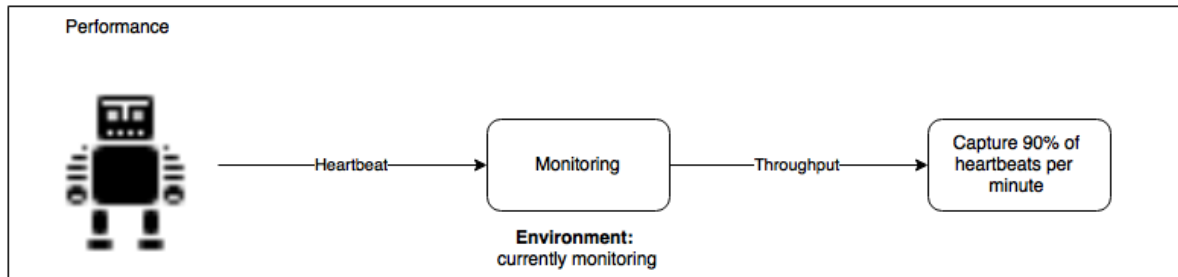 Performance
Heartbeat
Monitoring
Throughput
Capture 90% of
heartbeats per
minute
Environment:
currently monitoring